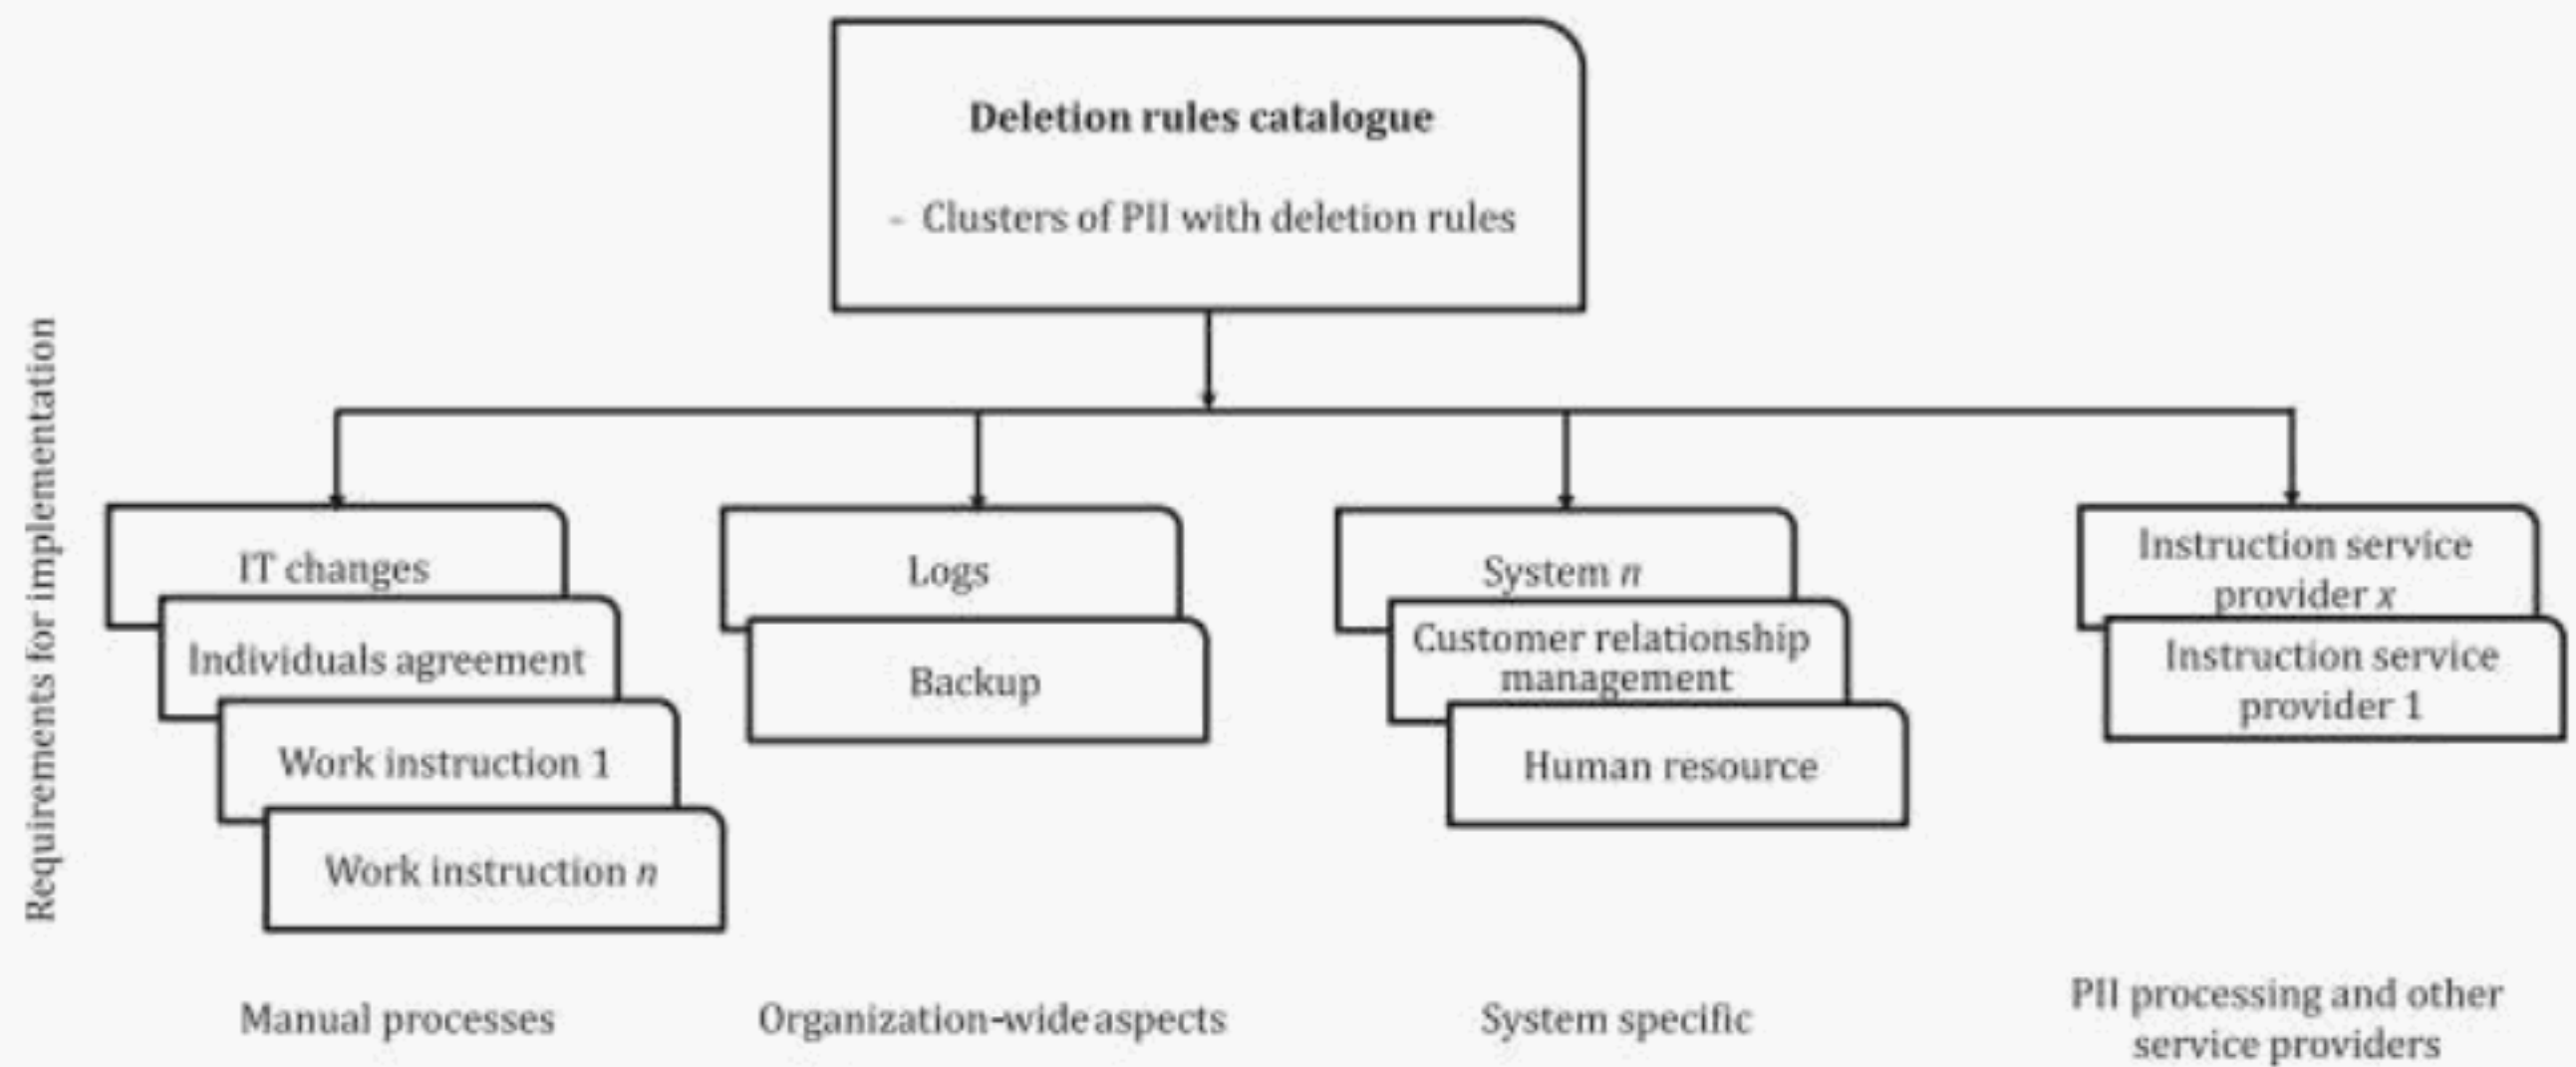 Deletion rules catalogue
- Clusters of PII with deletion rules
Requirements for implementation
IT changes
Individuals agreement
Work instruction 1
Work instruction n
Logs
Backup
System n
Customer relationship
management
Human resource
Instruction service
provider x
Instruction service
provider 1
Manual processes
Organization-wide aspects
System specific
PII processing and other
service providers